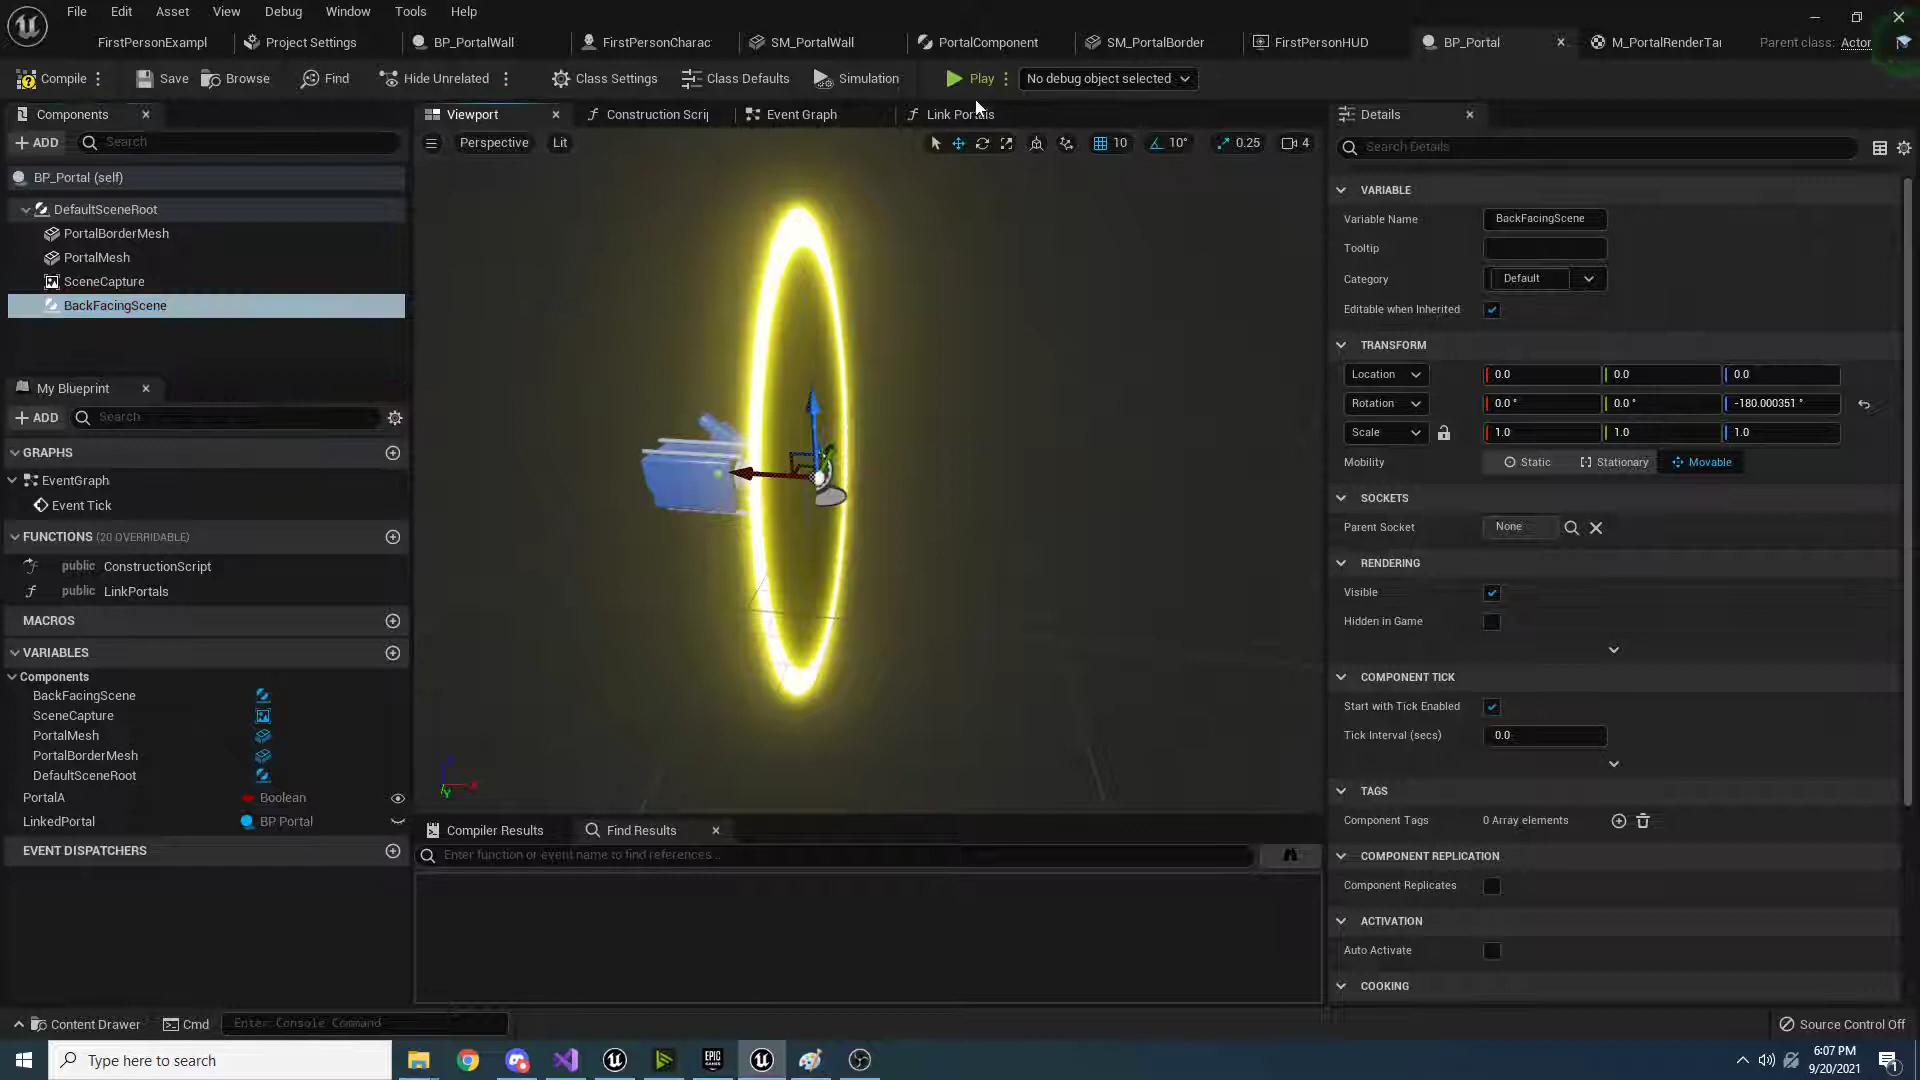 File Edit Asset View Debug Window Tools Help
FirstPersonExampl Project Settings BP_PortalWall FirstPersonCharac SM_PortalWall PortalComponent SM_PortalBorder FirstPersonHUD BP_Portal M_PortalRenderTar Parent class: Actor
Compile Save Browse Find Hide Unrelated Class Settings Class Defaults Simulation Play No debug object selected
Components
ADD Search
BP_Portal (self)
DefaultSceneRoot
PortalBorderMesh
PortalMesh
SceneCapture
BackFacingScene
My Blueprint
ADD Search
GRAPHS
EventGraph
Event Tick
FUNCTIONS (20 OVERRIDABLE)
public ConstructionScript
public LinkPortals
MACROS
VARIABLES
Components
BackFacingScene
SceneCapture
PortalMesh
PortalBorderMesh
DefaultSceneRoot
PortalA Boolean
LinkedPortal BP Portal
EVENT DISPATCHERS
Viewport Construction Scrip Event Graph Link Portals
Perspective Lit 10 10° 0.25 4
Compiler Results Find Results
Enter function or event name to find references...
Details
Search Details
VARIABLE
Variable Name BackFacingScene
Tooltip
Category Default
Editable when Inherited
TRANSFORM
Location 0.0 0.0 0.0
Rotation 0.0 ° 0.0 ° -180.000351 °
Scale 1.0 1.0 1.0
Mobility Static Stationary Movable
SOCKETS
Parent Socket None
RENDERING
Visible
Hidden in Game
COMPONENT TICK
Start with Tick Enabled
Tick Interval (secs) 0.0
TAGS
Component Tags 0 Array elements
COMPONENT REPLICATION
Component Replicates
ACTIVATION
Auto Activate
COOKING
Content Drawer Cmd Enter Console Command Source Control Off
Type here to search
EPIC GAMES
6:07 PM
9/20/2021
1